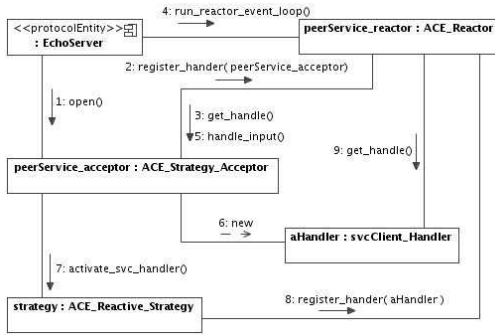 4: run_reactor_event_loop()
<<protocolEntity>>
: EchoServer
peerService_reactor : ACE_Reactor
2: register_hander( peerService_acceptor)
1: open()
3: get_handle()
5: handle_input()
9: get_handle()
peerService_acceptor : ACE_Strategy_Acceptor
6: new
aHandler : svcClient_Handler
7: activate_svc_handler()
8: register_hander( aHandler )
strategy : ACE_Reactive_Strategy